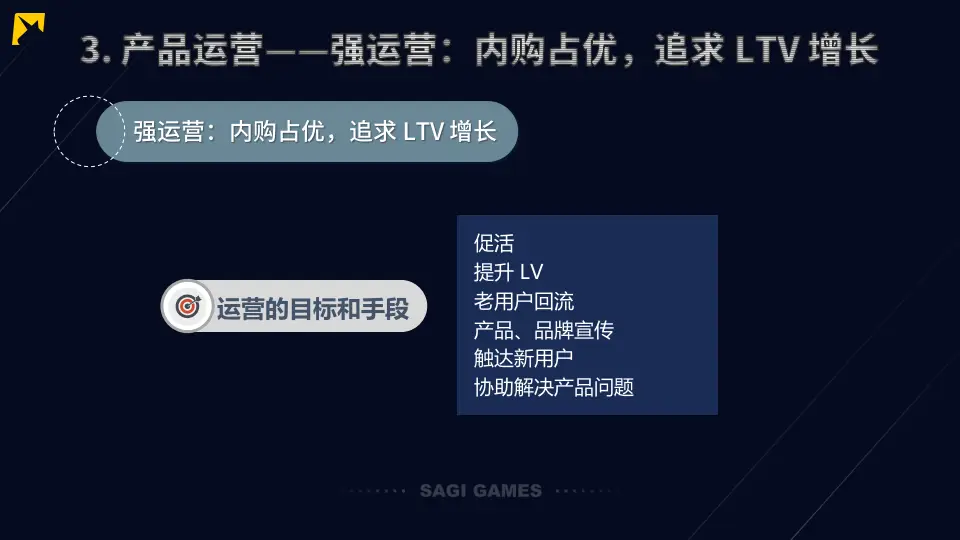 3. 产品运营——强运营：内购占优，追求 LTV 增长
强运营：内购占优，追求 LTV 增长
运营的目标和手段
促活
提升 LV
老用户回流
产品、品牌宣传
触达新用户
协助解决产品问题
SAGI GAMES